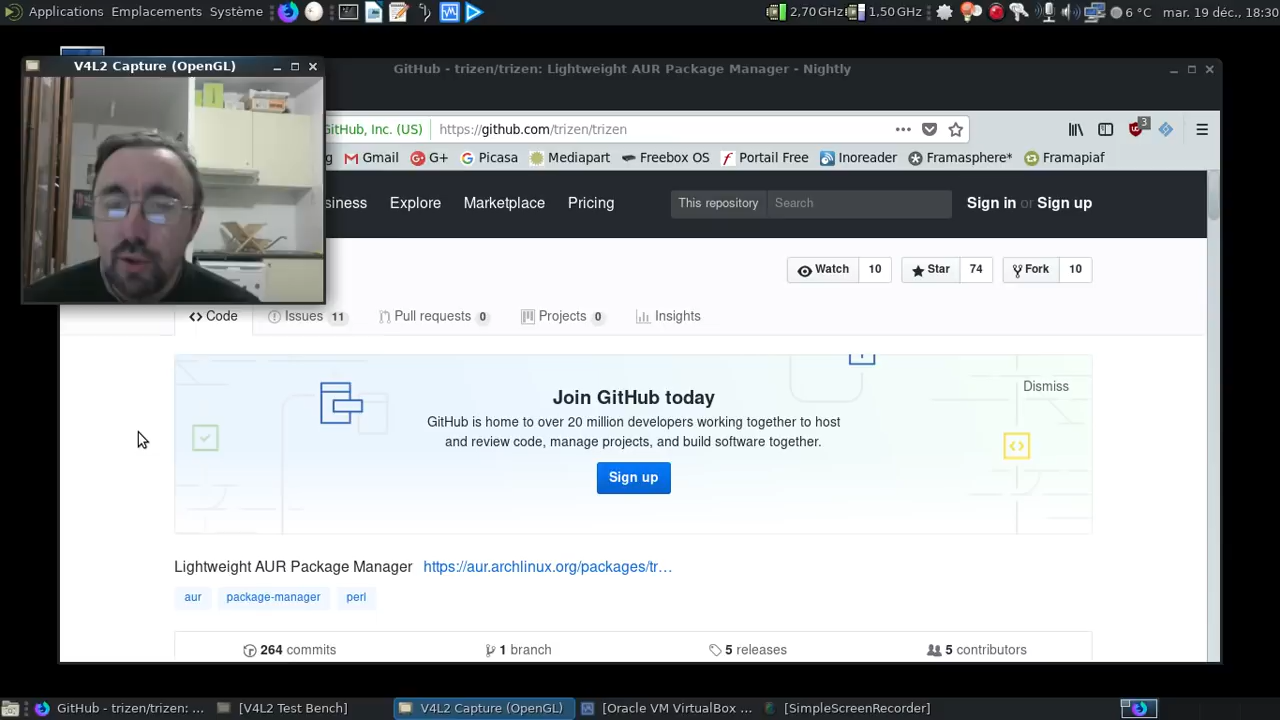 Applications Emplacements Système 2,70 GHz 1,50 GHz 6 °C mar. 19 déc., 18:30
V4L2 Capture (OpenGL)
GitHub - trizen/trizen: Lightweight AUR Package Manager - Nightly
GitHub, Inc. (US) https://github.com/trizen/trizen 3
Gmail G+ Picasa Mediapart Freebox OS Portail Free Inoreader Framasphere* Framapiaf
siness Explore Marketplace Pricing This repository Search Sign in or Sign up
Watch 10 Star 74 Fork 10
Code Issues 11 Pull requests 0 Projects 0 Insights
Join GitHub today
Dismiss
GitHub is home to over 20 million developers working together to host
and review code, manage projects, and build software together.
Sign up
Lightweight AUR Package Manager https://aur.archlinux.org/packages/tr…
aur package-manager perl
264 commits 1 branch 5 releases 5 contributors
GitHub - trizen/trizen: ... [V4L2 Test Bench] V4L2 Capture (OpenGL) [Oracle VM VirtualBox ... [SimpleScreenRecorder]